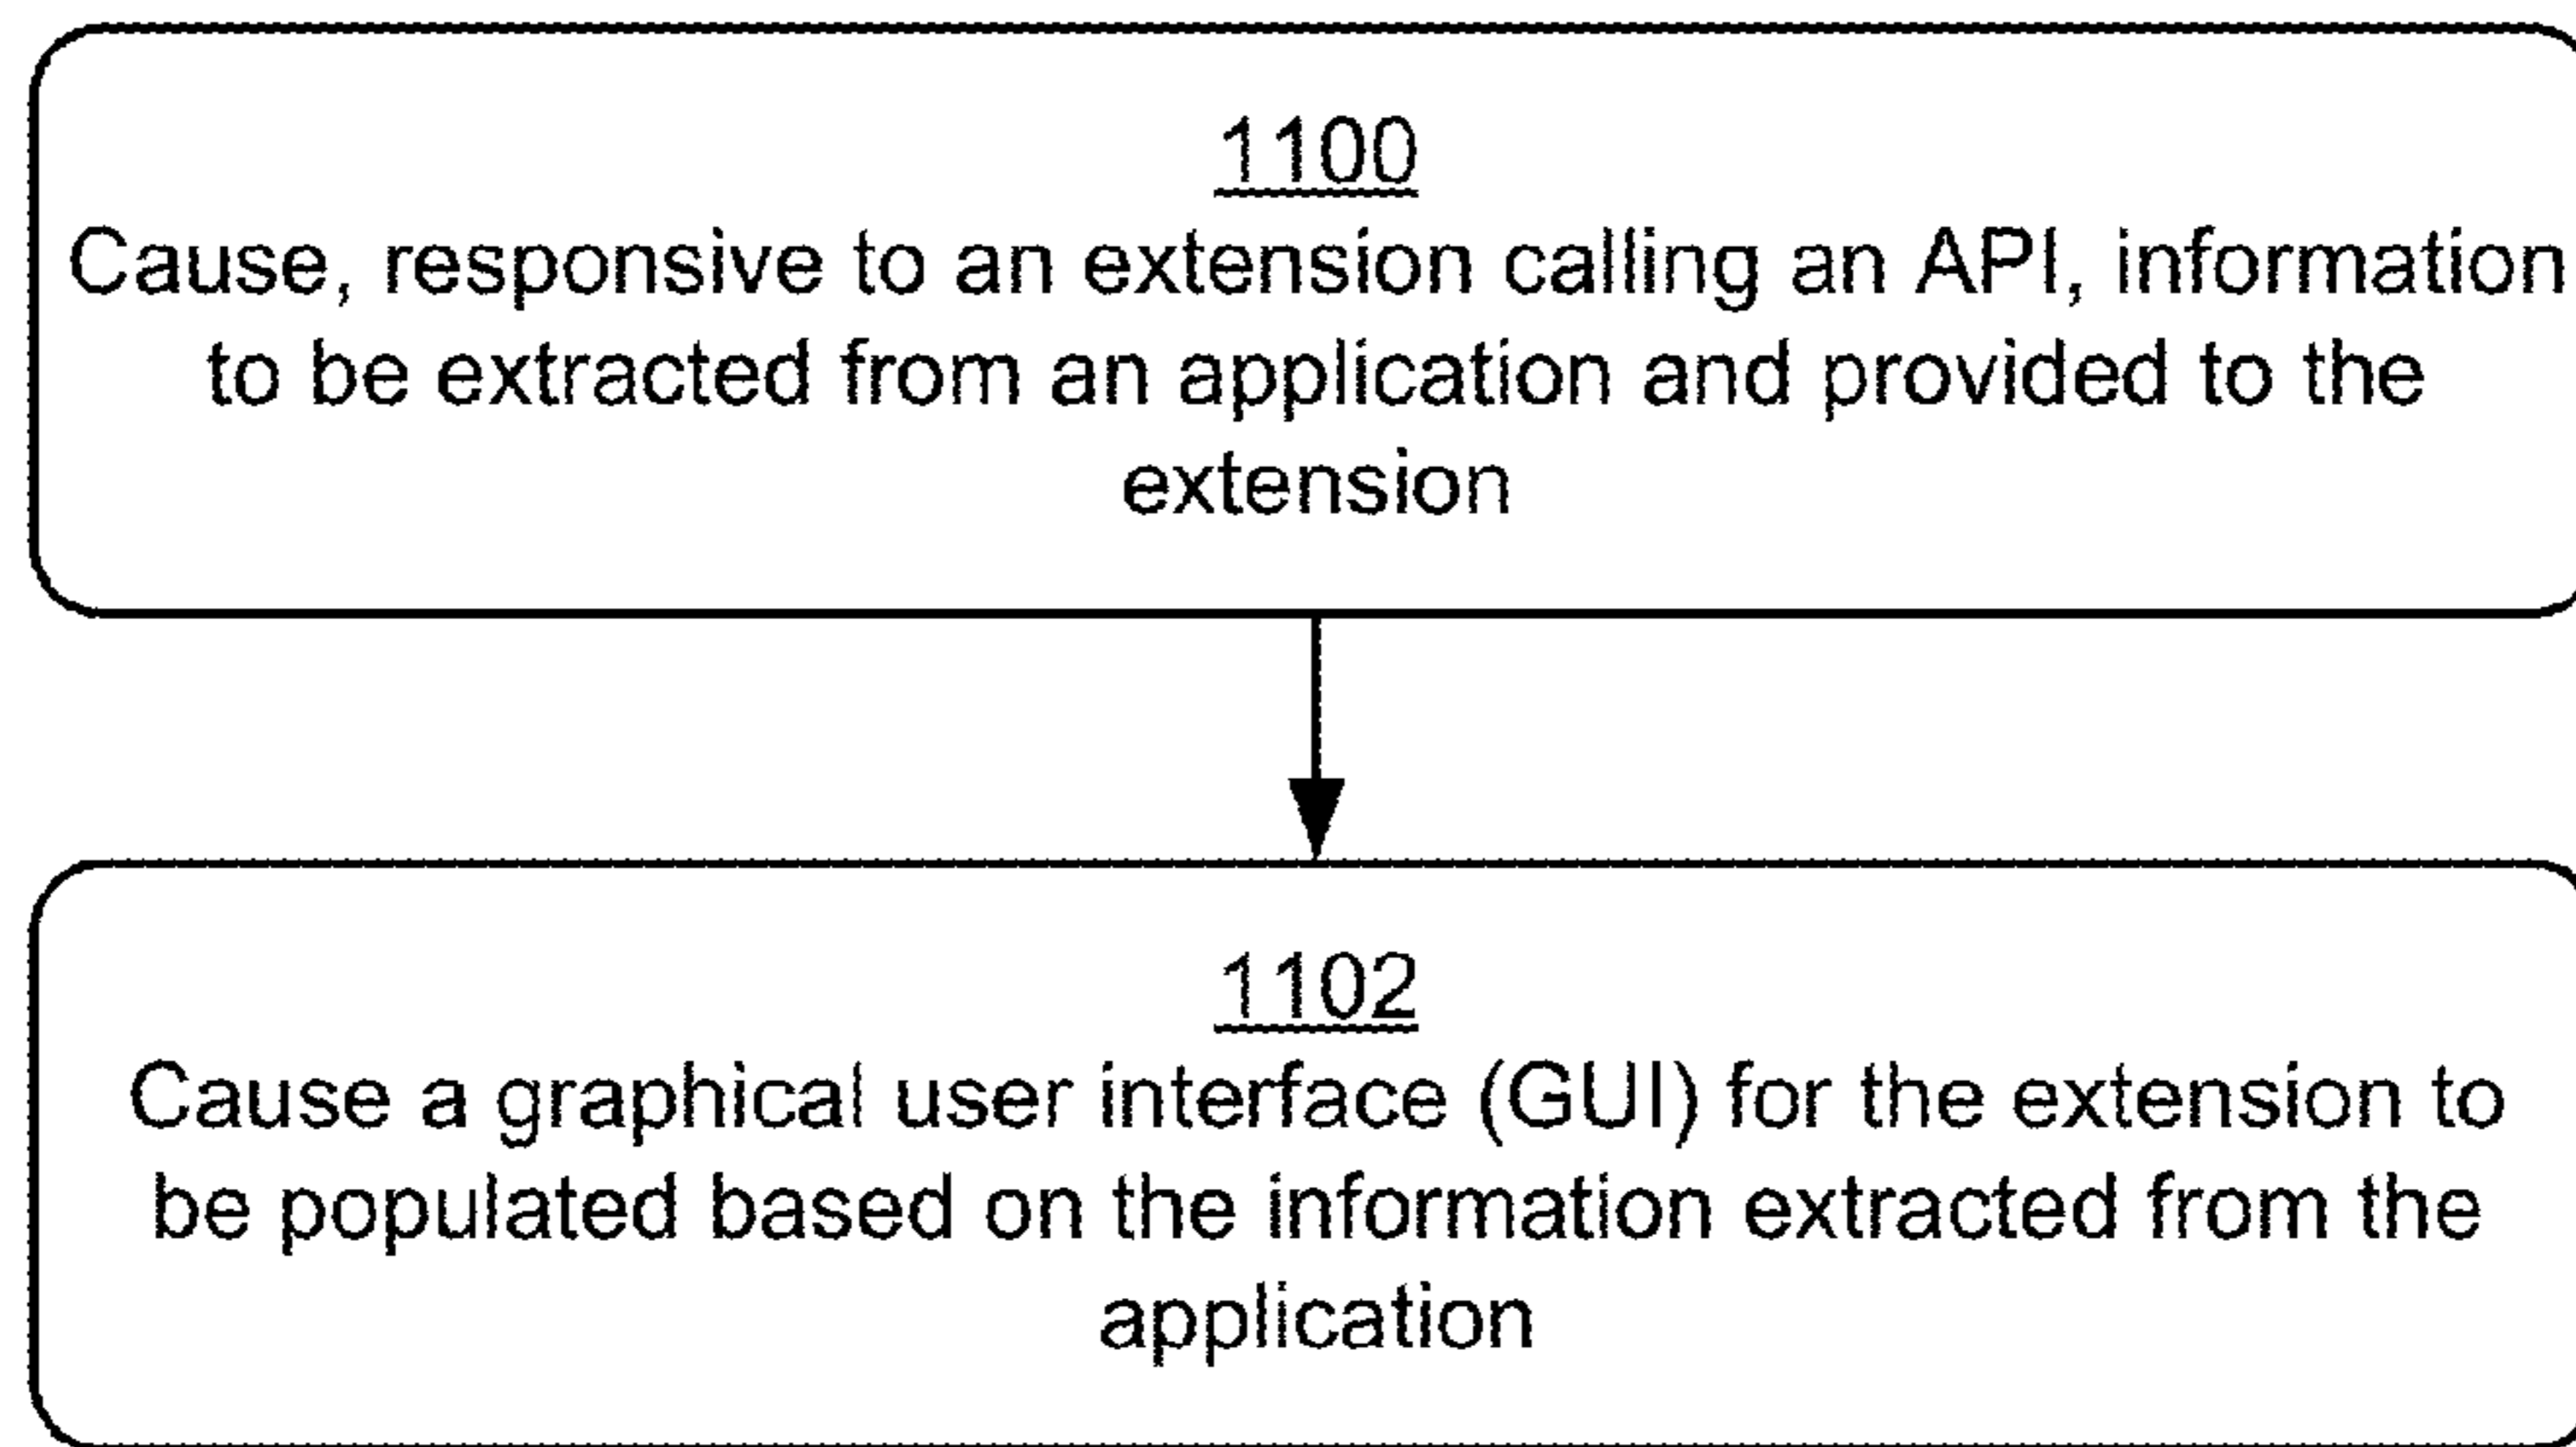 1100
Cause, responsive to an extension calling an API, information
to be extracted from an application and provided to the
extension
1102
Cause a graphical user interface (GUI) for the extension to
be populated based on the information extracted from the
application